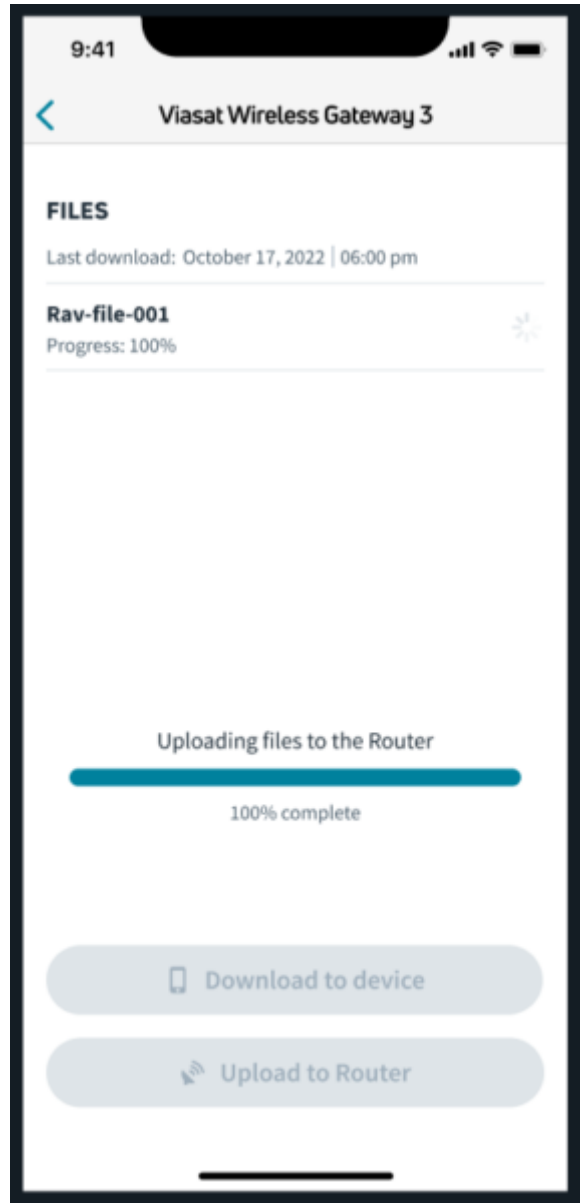 9:41
Viasat Wireless Gateway 3
FILES
Last download: October 17, 2022 | 06:00 pm
Rav-file-001
Progress: 100%
Uploading files to the Router
100% complete
Download to device
Upload to Router